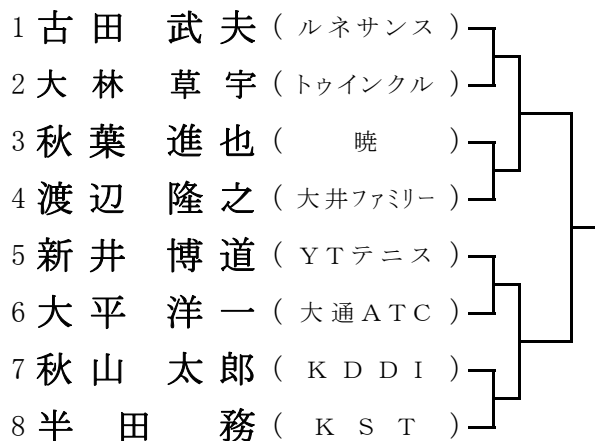 1 古田 武夫 ( ルネサンス )
2 大林 草宇 ( トゥインクル )
3 秋葉 進也 ( 暁 )
4 渡辺 隆之 ( 大井ファミリー )
5 新井 博道 ( YTテニス )
6 大平 洋一 ( 大通ATC )
7 秋山 太郎 ( KDDI )
8 半田 務 ( KST )